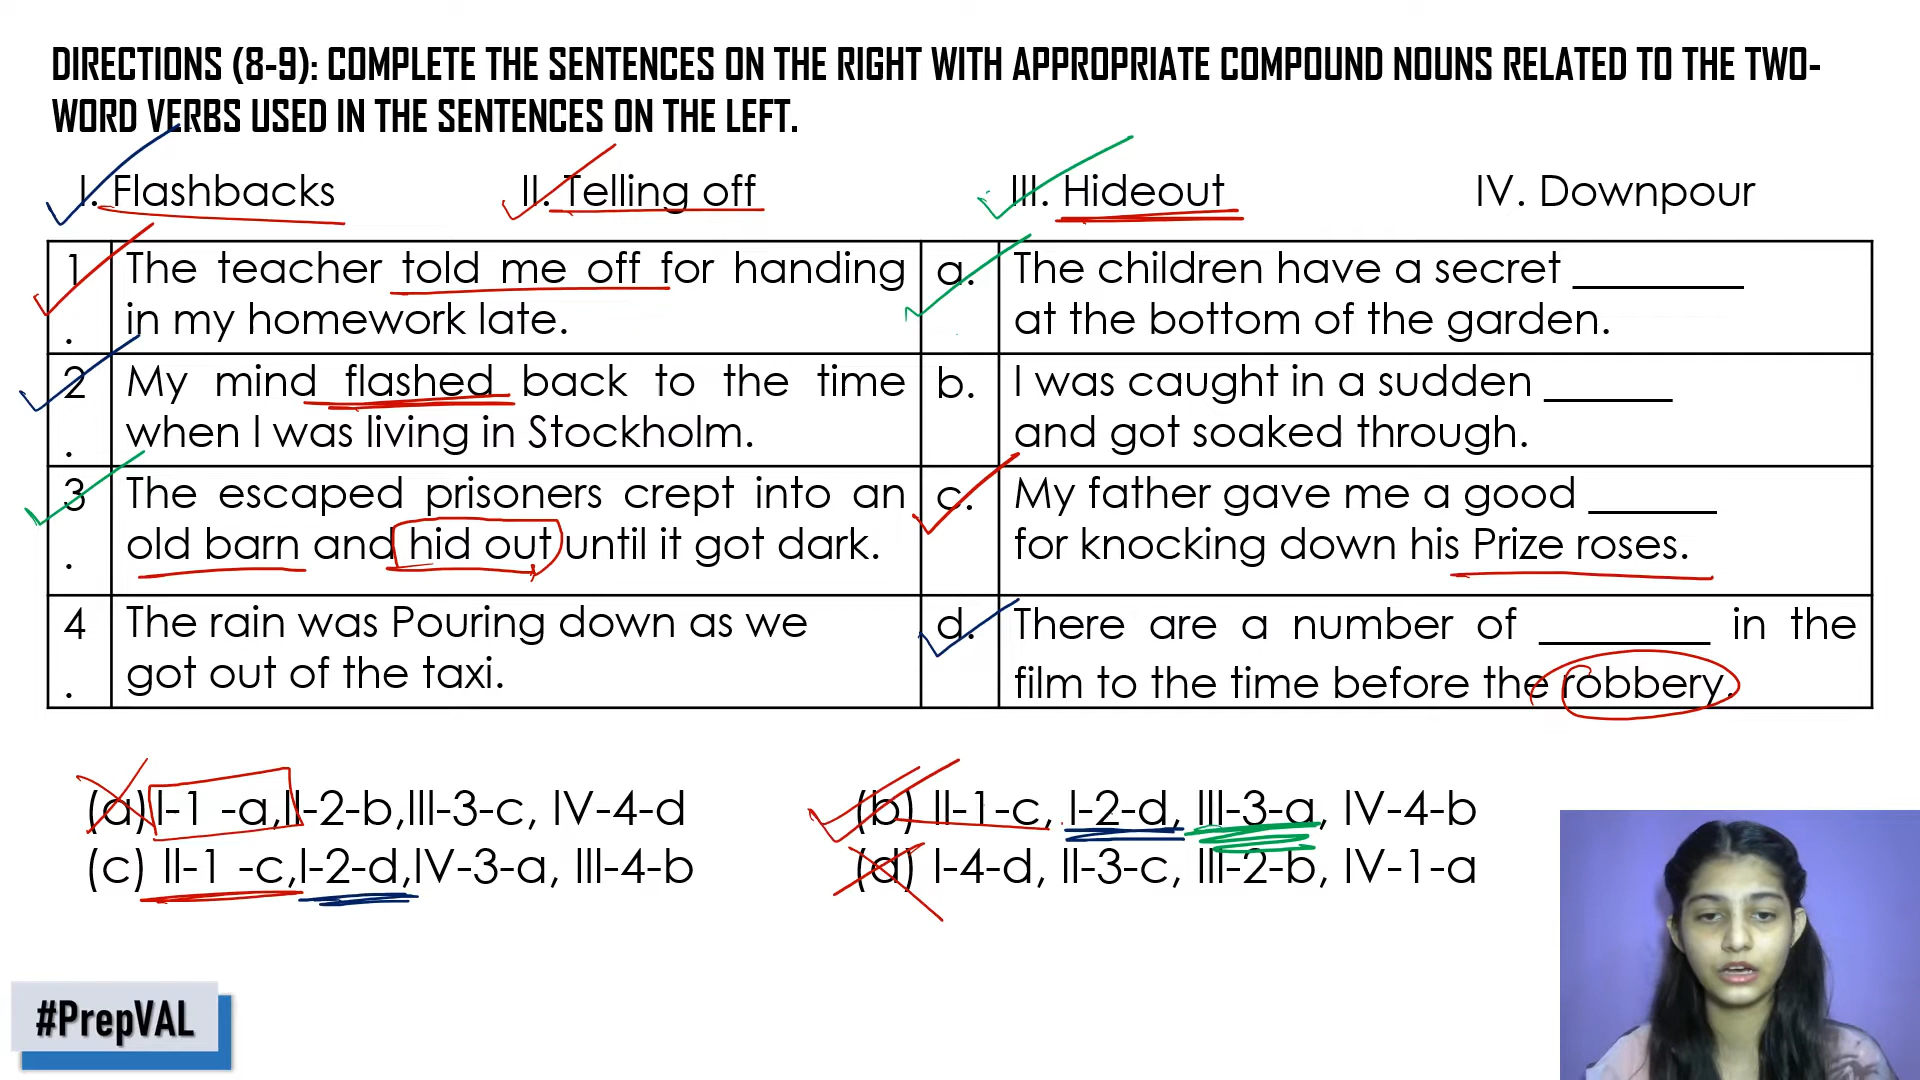 DIRECTIONS (8-9): COMPLETE THE SENTENCES ON THE RIGHT WITH APPROPRIATE COMPOUND NOUNS RELATED TO THE TWO-
WORD VERBS USED IN THE SENTENCES ON THE LEFT.
I. Flashbacks II. Telling off III. Hideout IV. Downpour
1. The teacher told me off for handing
in my homework late.
a. The children have a secret ________
at the bottom of the garden.
2. My mind flashed back to the time
when I was living in Stockholm.
b. I was caught in a sudden ______
and got soaked through.
3. The escaped prisoners crept into an
old barn and hid out until it got dark.
c. My father gave me a good ______
for knocking down his Prize roses.
4. The rain was Pouring down as we
got out of the taxi.
d. There are a number of ________ in the
film to the time before the robbery.
(a) I-1 -a,II-2-b,III-3-c, IV-4-d (b) II-1-c, I-2-d, III-3-a, IV-4-b
(c) II-1 -c,I-2-d,IV-3-a, III-4-b (d) I-4-d, II-3-c, III-2-b, IV-1-a
#PrepVAL